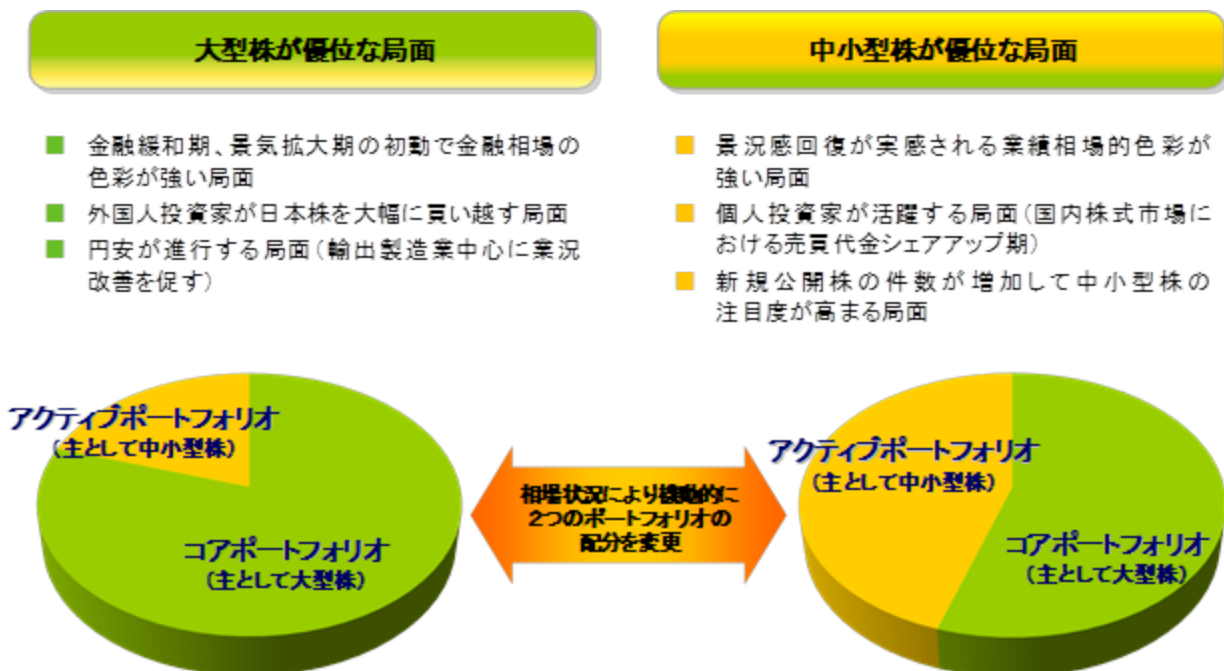 大型株が優位な局面
金融緩和期、景気拡大期の初動で金融相場の
色彩が強い局面
外国人投資家が日本株を大幅に買い越す局面
円安が進行する局面（輸出製造業中心に業況
改善を促す）
中小型株が優位な局面
景況感回復が実感される業績相場的色彩が
強い局面
個人投資家が活躍する局面（国内株式市場に
おける売買代金シェアアップ期）
新規公開株の件数が増加して中小型株の
注目度が高まる局面
アクティブポートフォリオ
（主として中小型株）
コアポートフォリオ
（主として大型株）
相場状況により機動的に
2つのポートフォリオの
配分を変更
アクティブポートフォリオ
（主として中小型株）
コアポートフォリオ
（主として大型株）